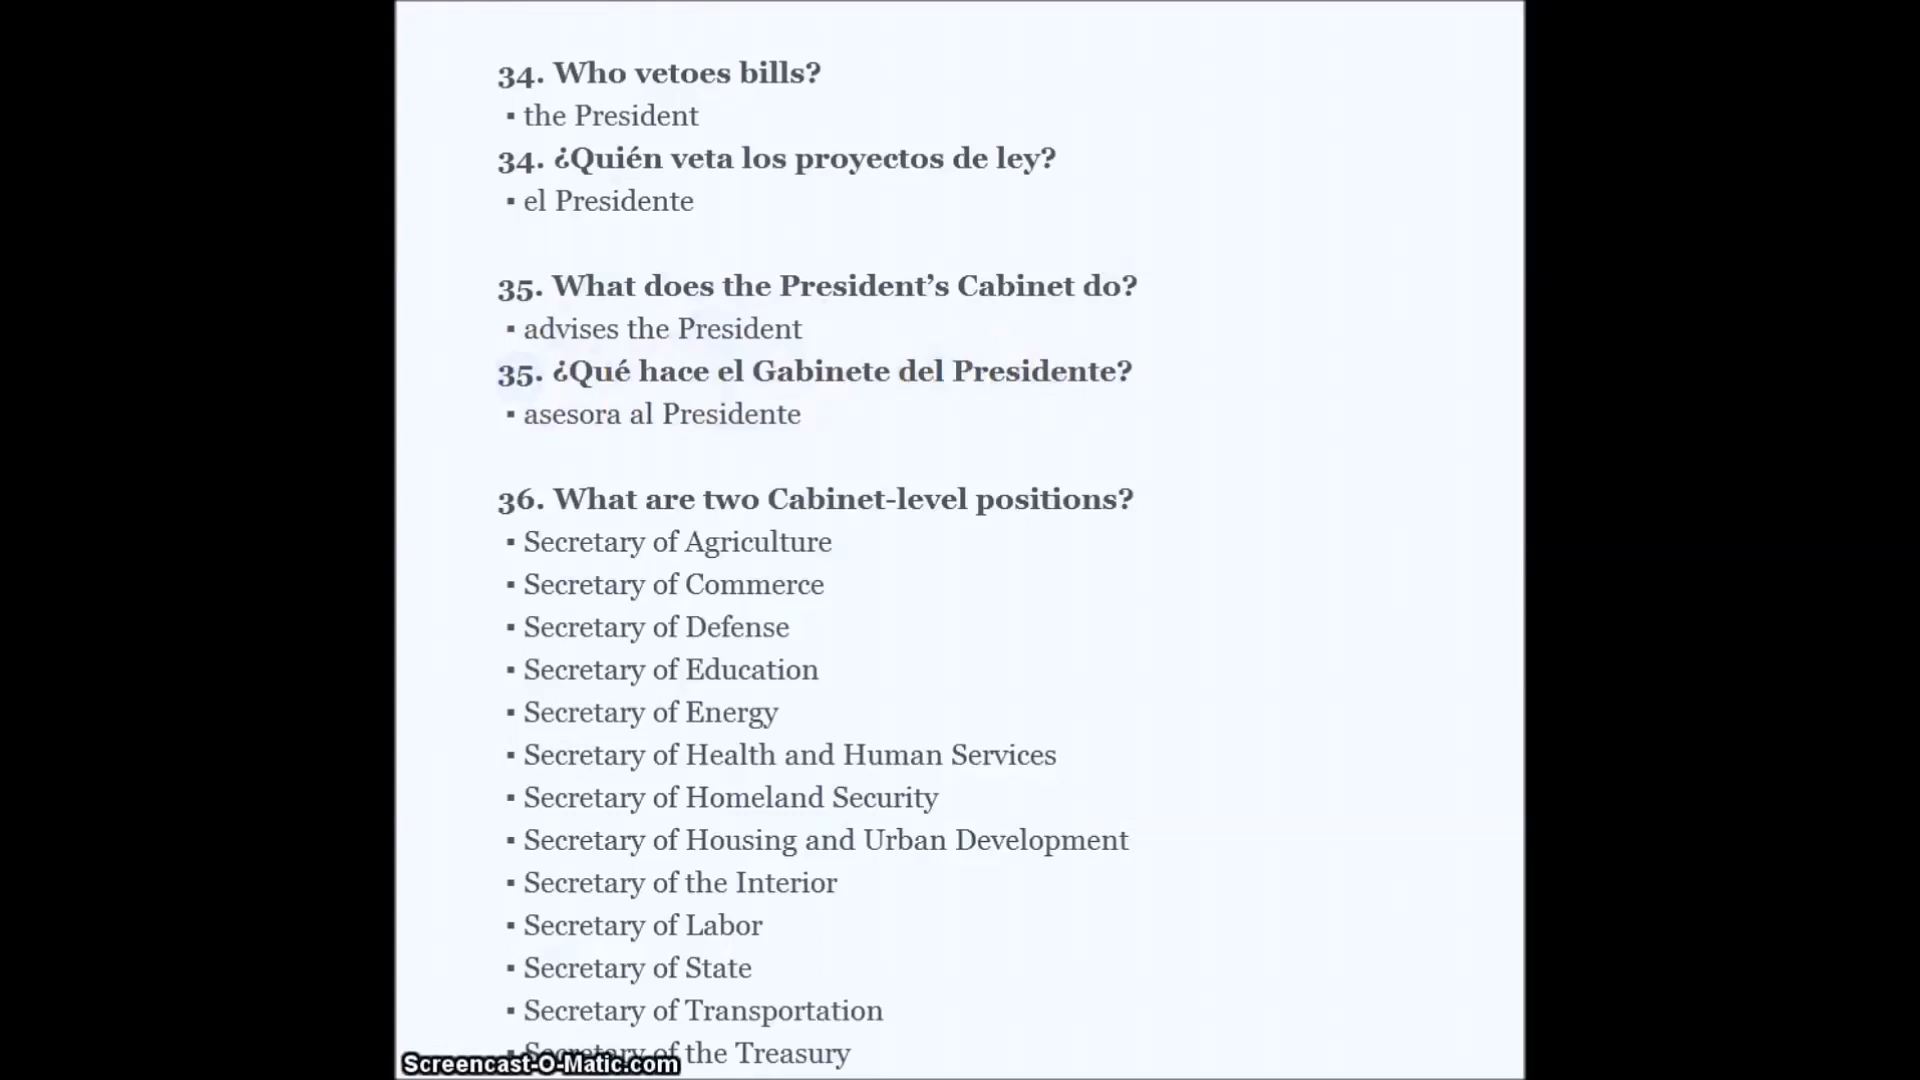 34. Who vetoes bills?
▪ the President
34. ¿Quién veta los proyectos de ley?
▪ el Presidente
35. What does the President’s Cabinet do?
▪ advises the President
35. ¿Qué hace el Gabinete del Presidente?
▪ asesora al Presidente
36. What are two Cabinet-level positions?
▪ Secretary of Agriculture
▪ Secretary of Commerce
▪ Secretary of Defense
▪ Secretary of Education
▪ Secretary of Energy
▪ Secretary of Health and Human Services
▪ Secretary of Homeland Security
▪ Secretary of Housing and Urban Development
▪ Secretary of the Interior
▪ Secretary of Labor
▪ Secretary of State
▪ Secretary of Transportation
▪ Secretary of the Treasury
Screencast-O-Matic.com